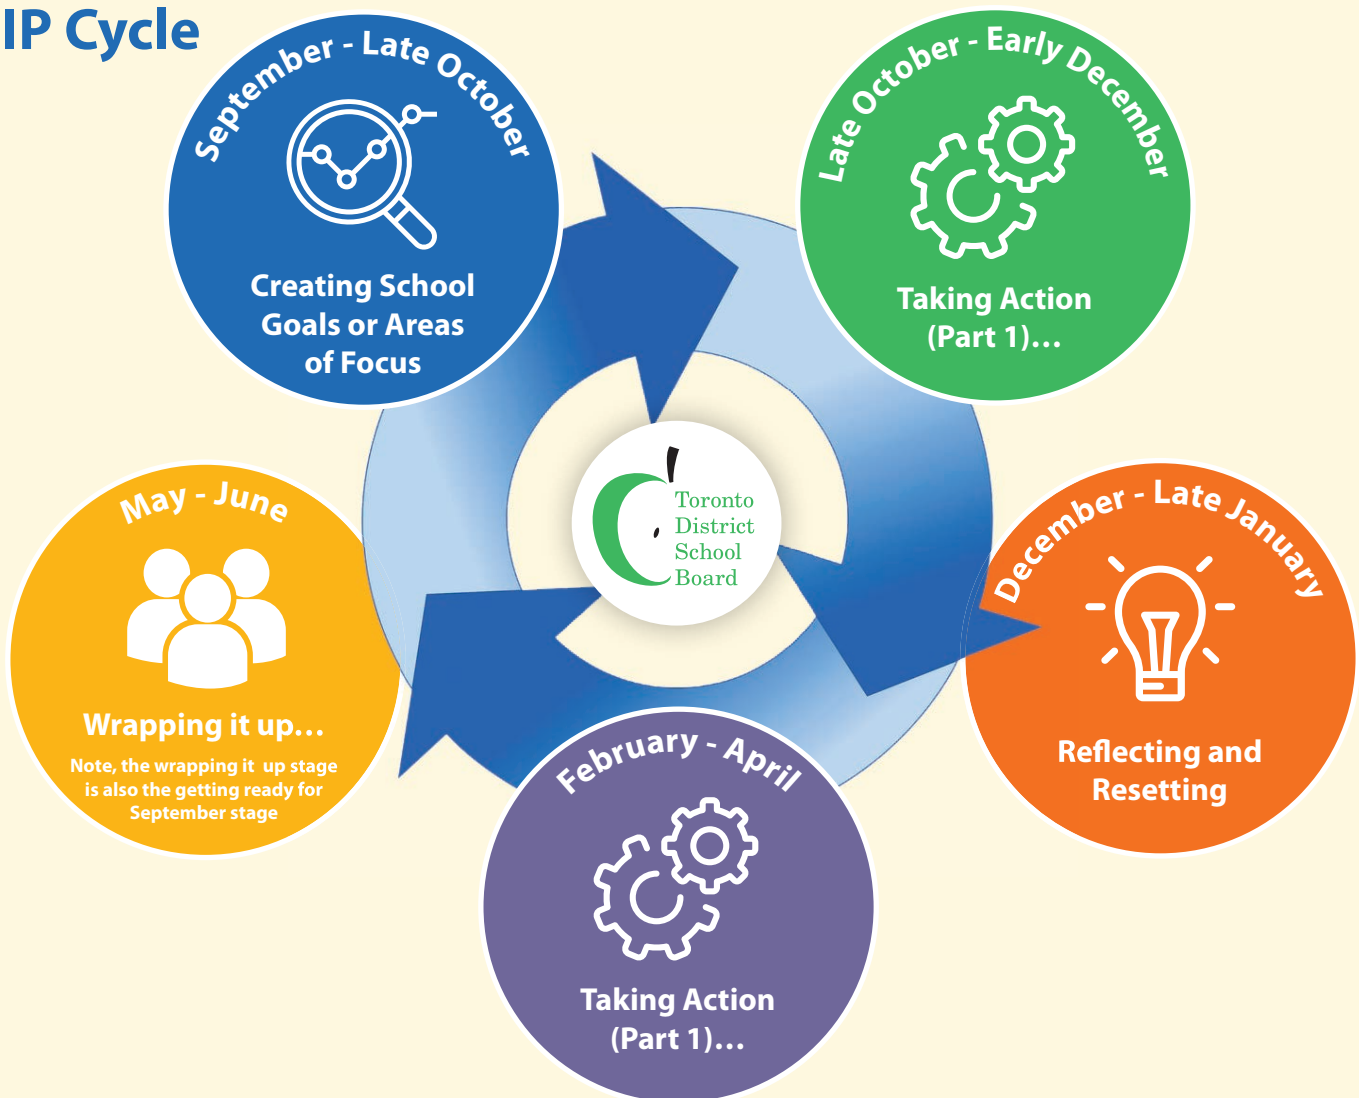 IP Cycle
September - Late October
Creating School
Goals or Areas
of Focus
Late October - Early December
Taking Action
(Part 1)...
December - Late January
Reflecting and
Resetting
February - April
Taking Action
(Part 1)...
May - June
Wrapping it up...
Note, the wrapping it up stage
is also the getting ready for
September stage
Toronto
District
School
Board